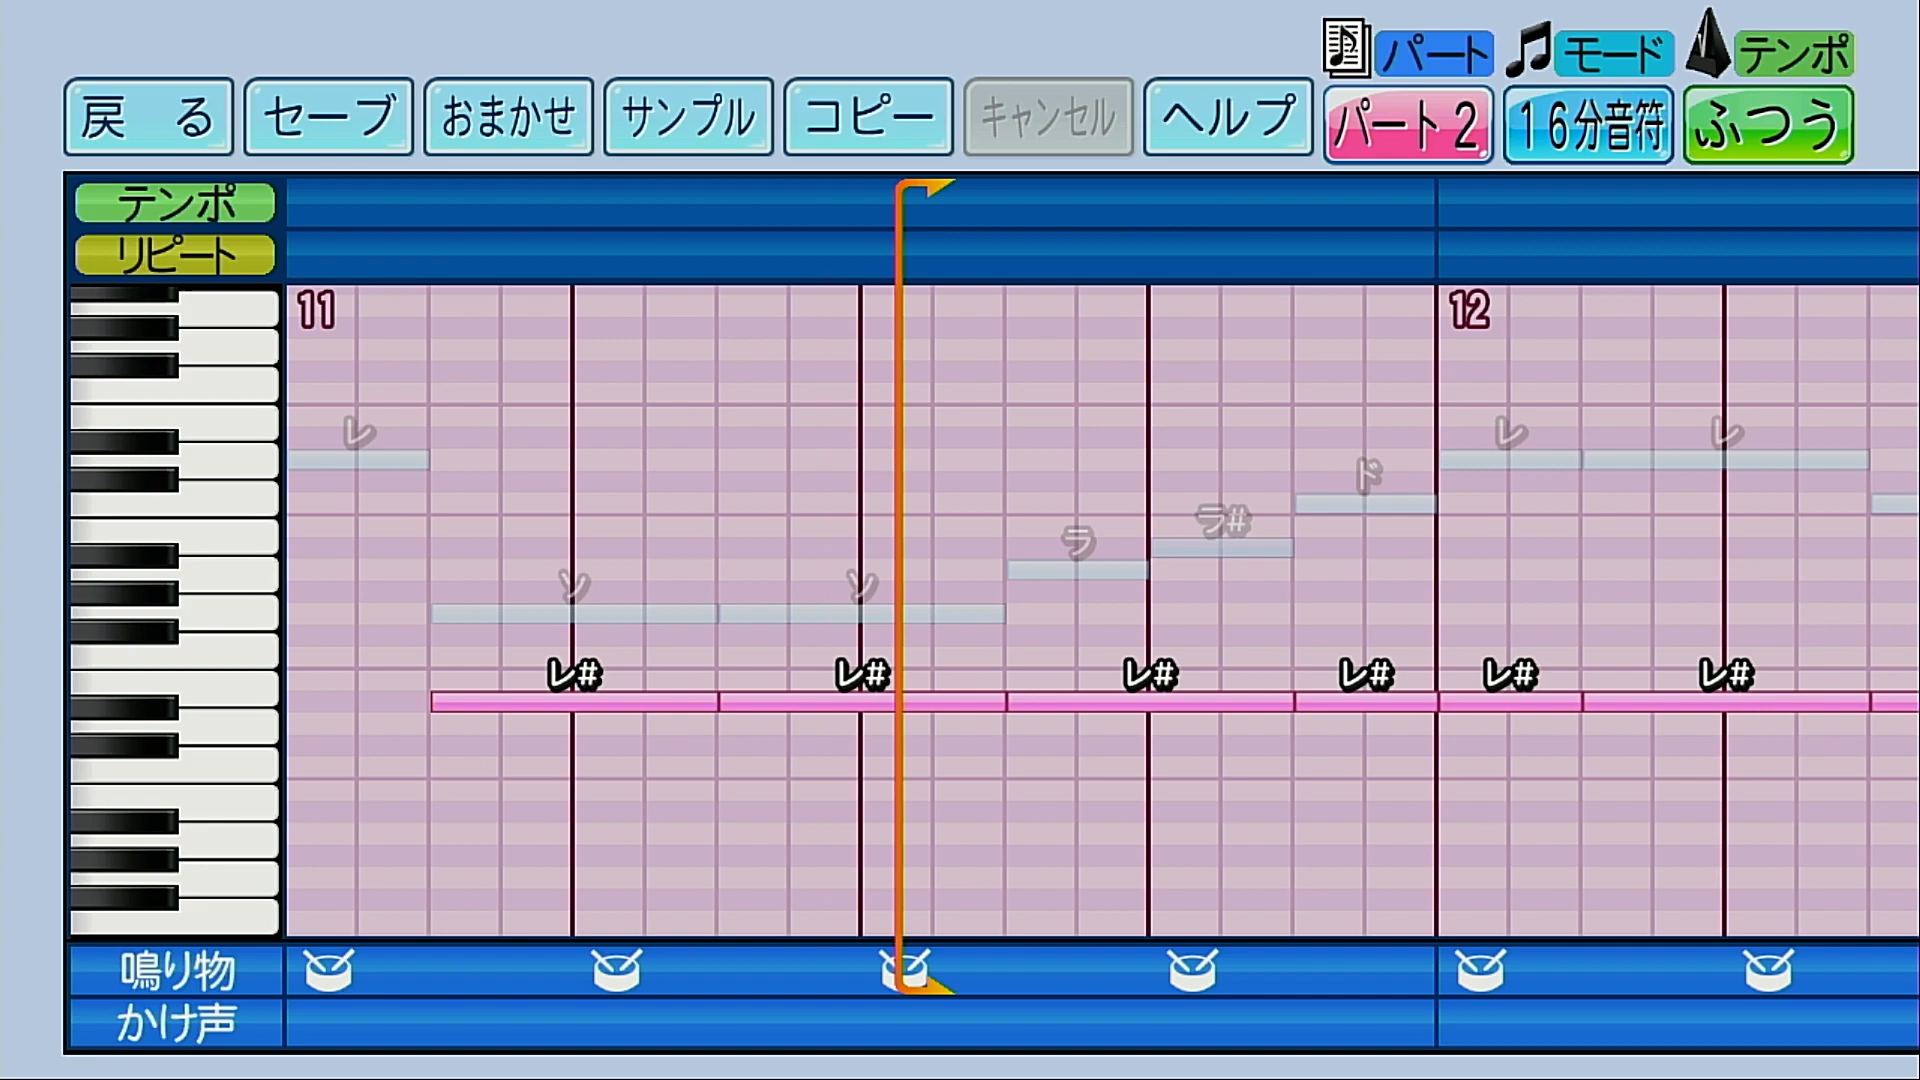 パート モード テンポ
戻る セーブ おまかせ サンプル コピー キャンセル ヘルプ パート2 16分音符 ふつう
テンポ
リピート
11 12
レ レ レ
ド
ラ#
ラ
ソ ソ
レ# レ# レ# レ# レ# レ#
鳴り物
かけ声